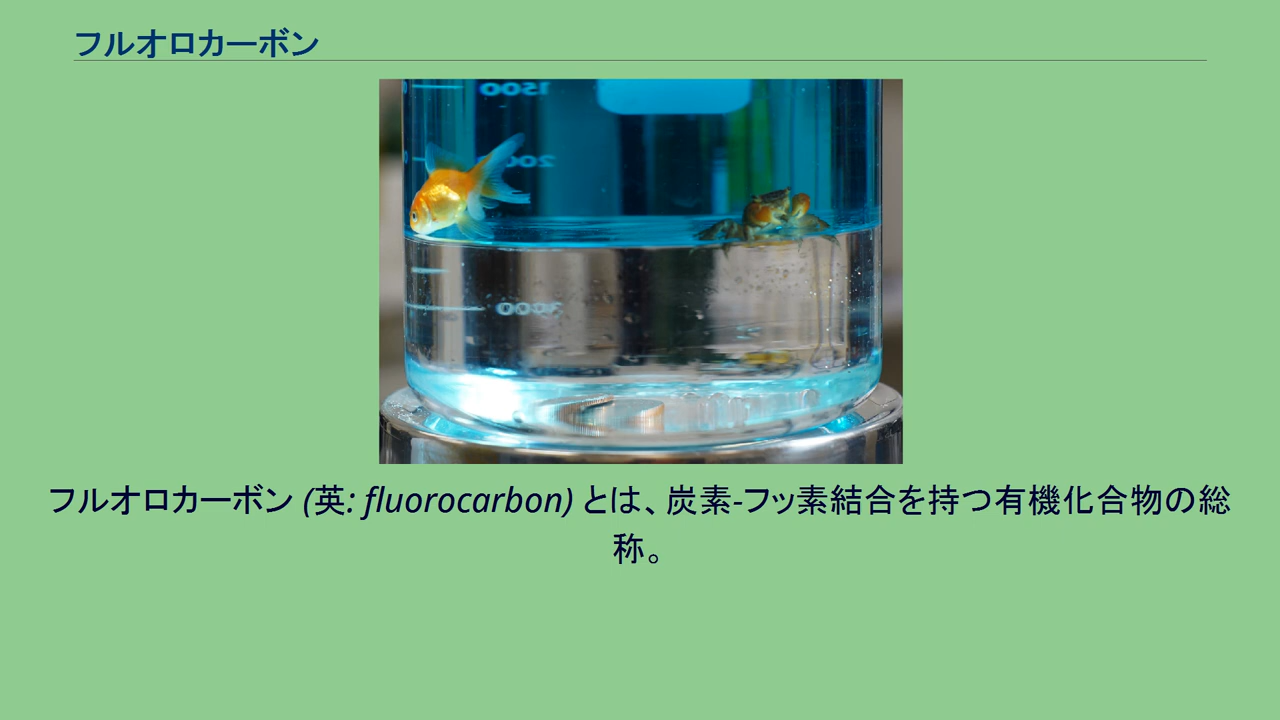 フルオロカーボン
1500
2000
3000
フルオロカーボン (英: fluorocarbon) とは、炭素-フッ素結合を持つ有機化合物の総
称。